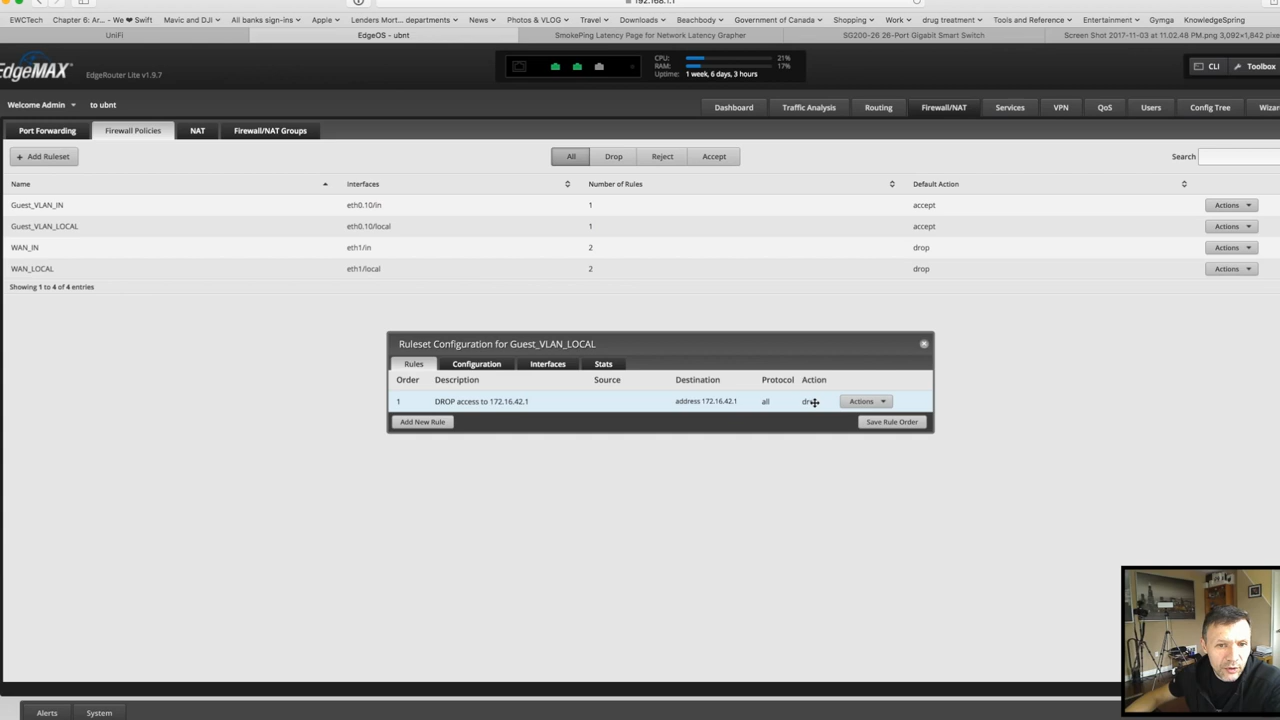 192.168.1.1
EWCTech Chapter 6: Ar... - We ❤ Swift Mavic and DJI All banks sign-ins Apple Lenders Mort... departments News Photos & VLOG Travel Downloads Beachbody Government of Canada Shopping Work drug treatment Tools and Reference Entertainment Gymga KnowledgeSpring
UniFi EdgeOS - ubnt SmokePing Latency Page for Network Latency Grapher SG200-26 26-Port Gigabit Smart Switch Screen Shot 2017-11-03 at 11.02.48 PM.png 3,092×1,842 pixe
EdgeMAX EdgeRouter Lite v1.9.7 CPU: 21%
RAM: 17%
Uptime: 1 week, 6 days, 3 hours
CLI Toolbox
Welcome Admin to ubnt Dashboard Traffic Analysis Routing Firewall/NAT Services VPN QoS Users Config Tree Wizar
Port Forwarding Firewall Policies NAT Firewall/NAT Groups
+ Add Ruleset All Drop Reject Accept Search
Name Interfaces Number of Rules Default Action
Guest_VLAN_IN eth0.10/in 1 accept Actions
Guest_VLAN_LOCAL eth0.10/local 1 accept Actions
WAN_IN eth1/in 2 drop Actions
WAN_LOCAL eth1/local 2 drop Actions
Showing 1 to 4 of 4 entries
Ruleset Configuration for Guest_VLAN_LOCAL
Rules Configuration Interfaces Stats
Order Description Source Destination Protocol Action
1 DROP access to 172.16.42.1 address 172.16.42.1 all drop Actions
Add New Rule Save Rule Order
Alerts System